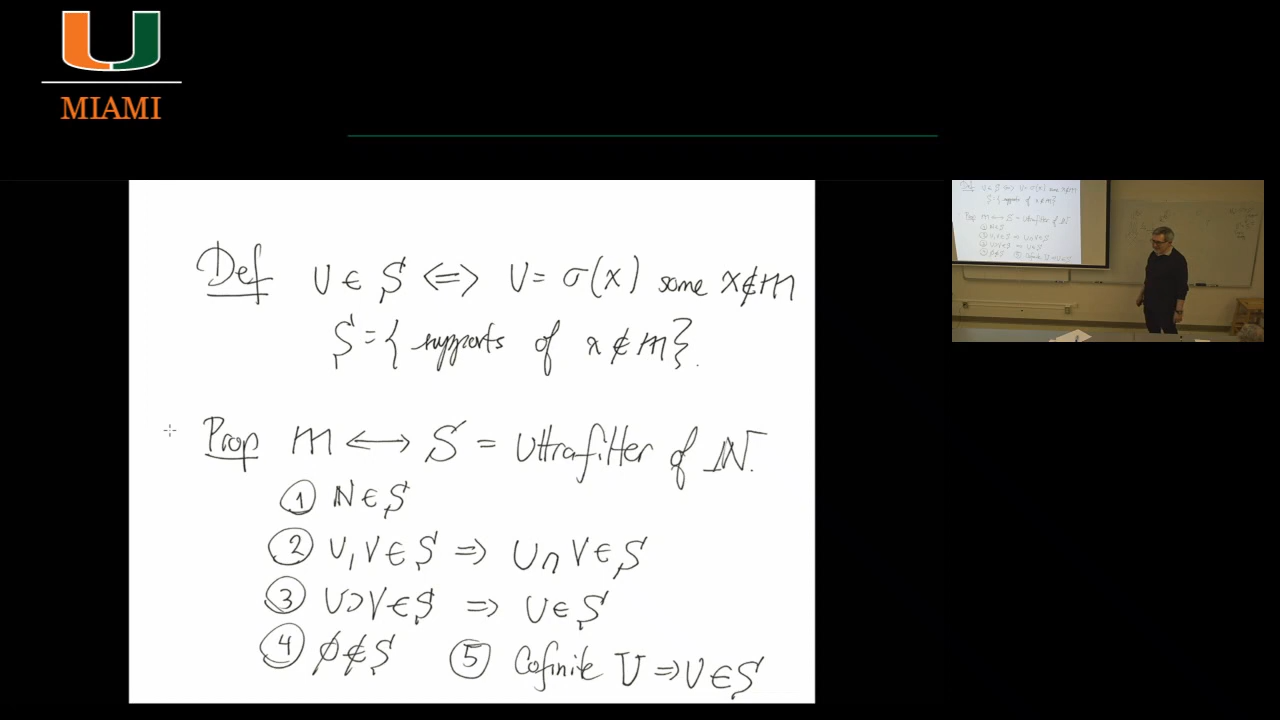 MIAMI
Def U ∈ S ⟺ U = σ(x) some x ∉ m
S = { supports of x ∉ m }.
Prop m ⟷ S = Ultrafilter of ℕ.
① ℕ ∈ S
② U, V ∈ S ⇒ U ∩ V ∈ S
③ U ⊃ V ∈ S ⇒ U ∈ S
④ ∅ ∉ S ⑤ Cofinite U ⇒ U ∈ S